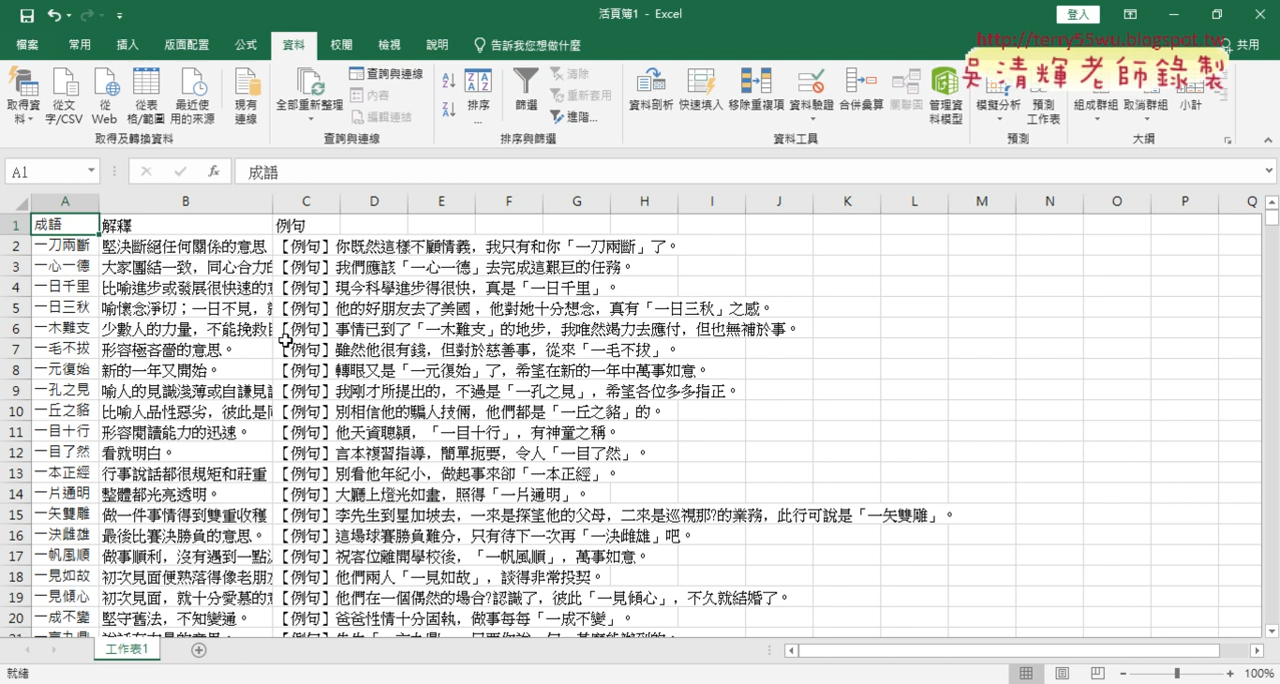 活頁簿1 - Excel
登入
檔案 常用 插入 版面配置 公式 資料 校閱 檢視 說明 告訴我您想做什麼 共用
http://terry55wu.blogspot.tw
吳清輝老師錄製
取得資料 從文字/CSV 從Web 從表格/範圍 最近使用的來源 現有連線
取得及轉換資料
全部重新整理 查詢與連線 內容 編輯連結
查詢與連線
排序... 篩選 清除 重新套用 進階...
排序與篩選
資料剖析 快速填入 移除重複項 資料驗證 合併彙算 關聯圖 管理資料模型
資料工具
模擬分析 預測工作表
預測
組成群組 取消群組 小計
大綱
A1 fx 成語
A B C D E F G H I J K L M N O P Q
1 成語 解釋 例句
2 一刀兩斷 堅決斷絕任何關係的意思 【例句】你既然這樣不顧情義，我只有和你「一刀兩斷」了。
3 一心一德 大家團結一致，同心合力的 【例句】我們應該「一心一德」去完成這艱巨的任務。
4 一日千里 比喻進步或發展很快速的意 【例句】現今科學進步得很快，真是「一日千里」。
5 一日三秋 喻懷念淨切；一日不見，就 【例句】他的好朋友去了美國，他對她十分想念，真有「一日三秋」之感。
6 一木難支 少數人的力量，不能挽救 【例句】事情已到了「一木難支」的地步，我唯然竭力去應付，但也無補於事。
7 一毛不拔 形容極吝嗇的意思。 【例句】雖然他很有錢，但對於慈善事，從來「一毛不拔」。
8 一元復始 新的一年又開始。 【例句】轉眼又是「一元復始」了，希望在新的一年中萬事如意。
9 一孔之見 喻人的見識淺薄或自謙見 【例句】我剛才所提出的，不過是「一孔之見」，希望各位多多指正。
10 一丘之貉 比喻人品性惡劣，彼此是同 【例句】別相信他的騙人技倆，他們都是「一丘之貉」的。
11 一目十行 形容閱讀能力的迅速。 【例句】他天資聰穎，「一目十行」，有神童之稱。
12 一目了然 看就明白。 【例句】言本複習指導，簡單扼要，令人「一目了然」。
13 一本正經 行事說話都很規矩和莊重 【例句】別看他年紀小，做起事來卻「一本正經」。
14 一片通明 整體都光亮透明。 【例句】大廳上燈光如晝，照得「一片通明」。
15 一矢雙雕 做一件事情得到雙重收穫 【例句】李先生到星加坡去，一來是探望他的父母，二來是巡視那?的業務，此行可說是「一矢雙雕」。
16 一決雌雄 最後比賽決勝負的意思。 【例句】這場球賽勝負難分，只有待下一次再「一決雌雄」吧。
17 一帆風順 做事順利，沒有遇到一點 【例句】祝客位離開學校後，「一帆風順」，萬事如意。
18 一見如故 初次見面便熟落得像老朋 【例句】他們兩人「一見如故」，談得非常投契。
19 一見傾心 初次見面，就十分愛慕的意 【例句】他們在一個偶然的場合?認識了，彼此「一見傾心」，不久就結婚了。
20 一成不變 堅守舊法，不知變通。 【例句】爸爸性情十分固執，做事每每「一成不變」。
工作表1
就緒 100%